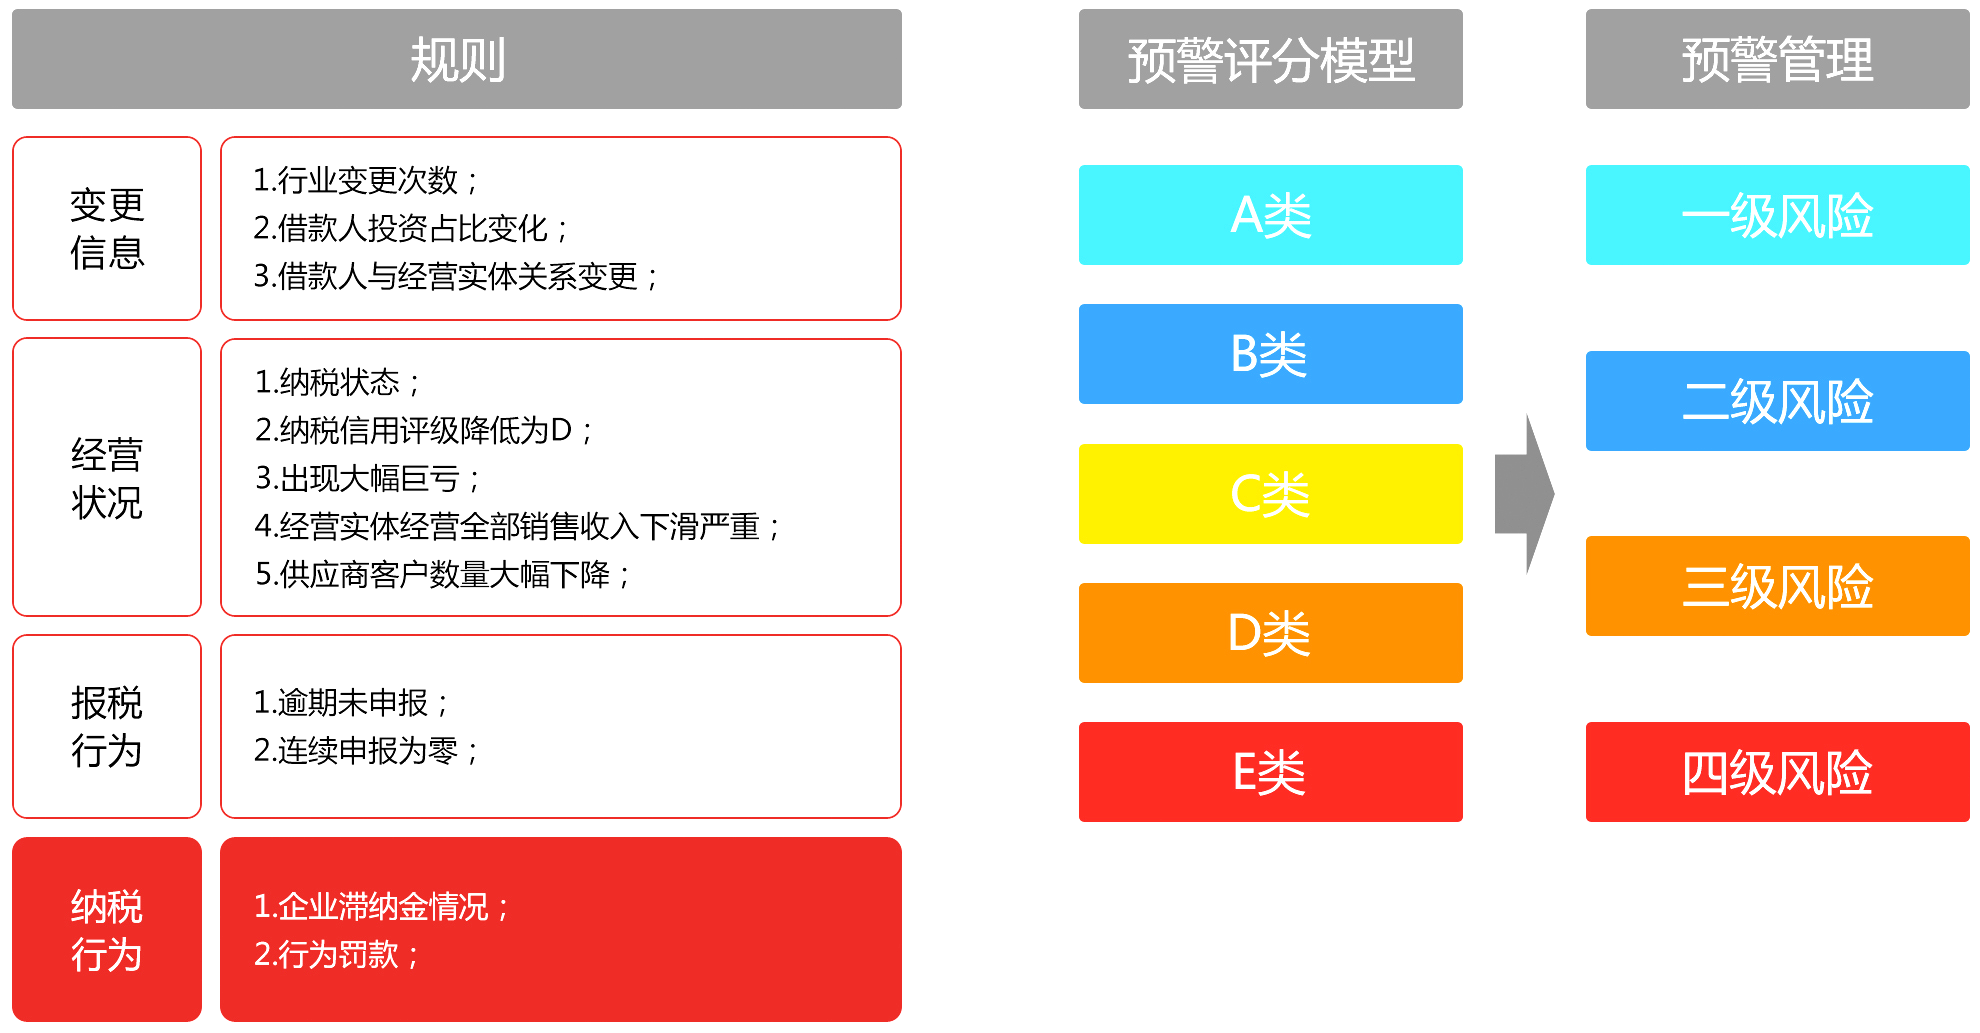 规则
变更
信息
1.行业变更次数；
2.借款人投资占比变化；
3.借款人与经营实体关系变更；
经营
状况
1.纳税状态；
2.纳税信用评级降低为D；
3.出现大幅巨亏；
4.经营实体经营全部销售收入下滑严重；
5.供应商客户数量大幅下降；
报税
行为
1.逾期未申报；
2.连续申报为零；
纳税
行为
1.企业滞纳金情况；
2.行为罚款；
预警评分模型
A类
B类
C类
D类
E类
预警管理
一级风险
二级风险
三级风险
四级风险